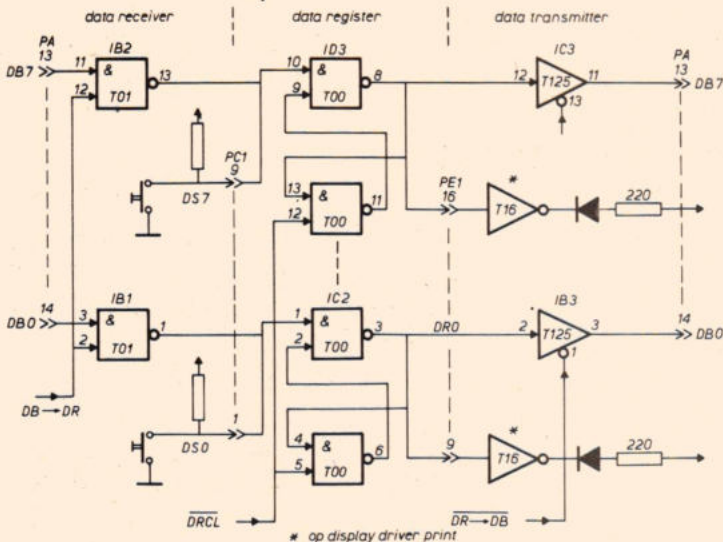 data receiver
data register
data transmitter
PA
13
DB7
11
12
IB2
&
T01
13
10
9
ID3
&
T00
8
12
IC3
T125
11
13
PA
13
DB7
PC1
9
DS7
13
12
&
T00
11
PE1
16
*
T16
220
DB0
14
3
2
IB1
&
T01
1
1
2
IC2
&
T00
3
DR0
2
IB3
T125
3
1
14
DB0
DB → DR
1
DS0
4
5
&
T00
6
9
*
T16
220
DRCL
DR → DB
* op display driver print